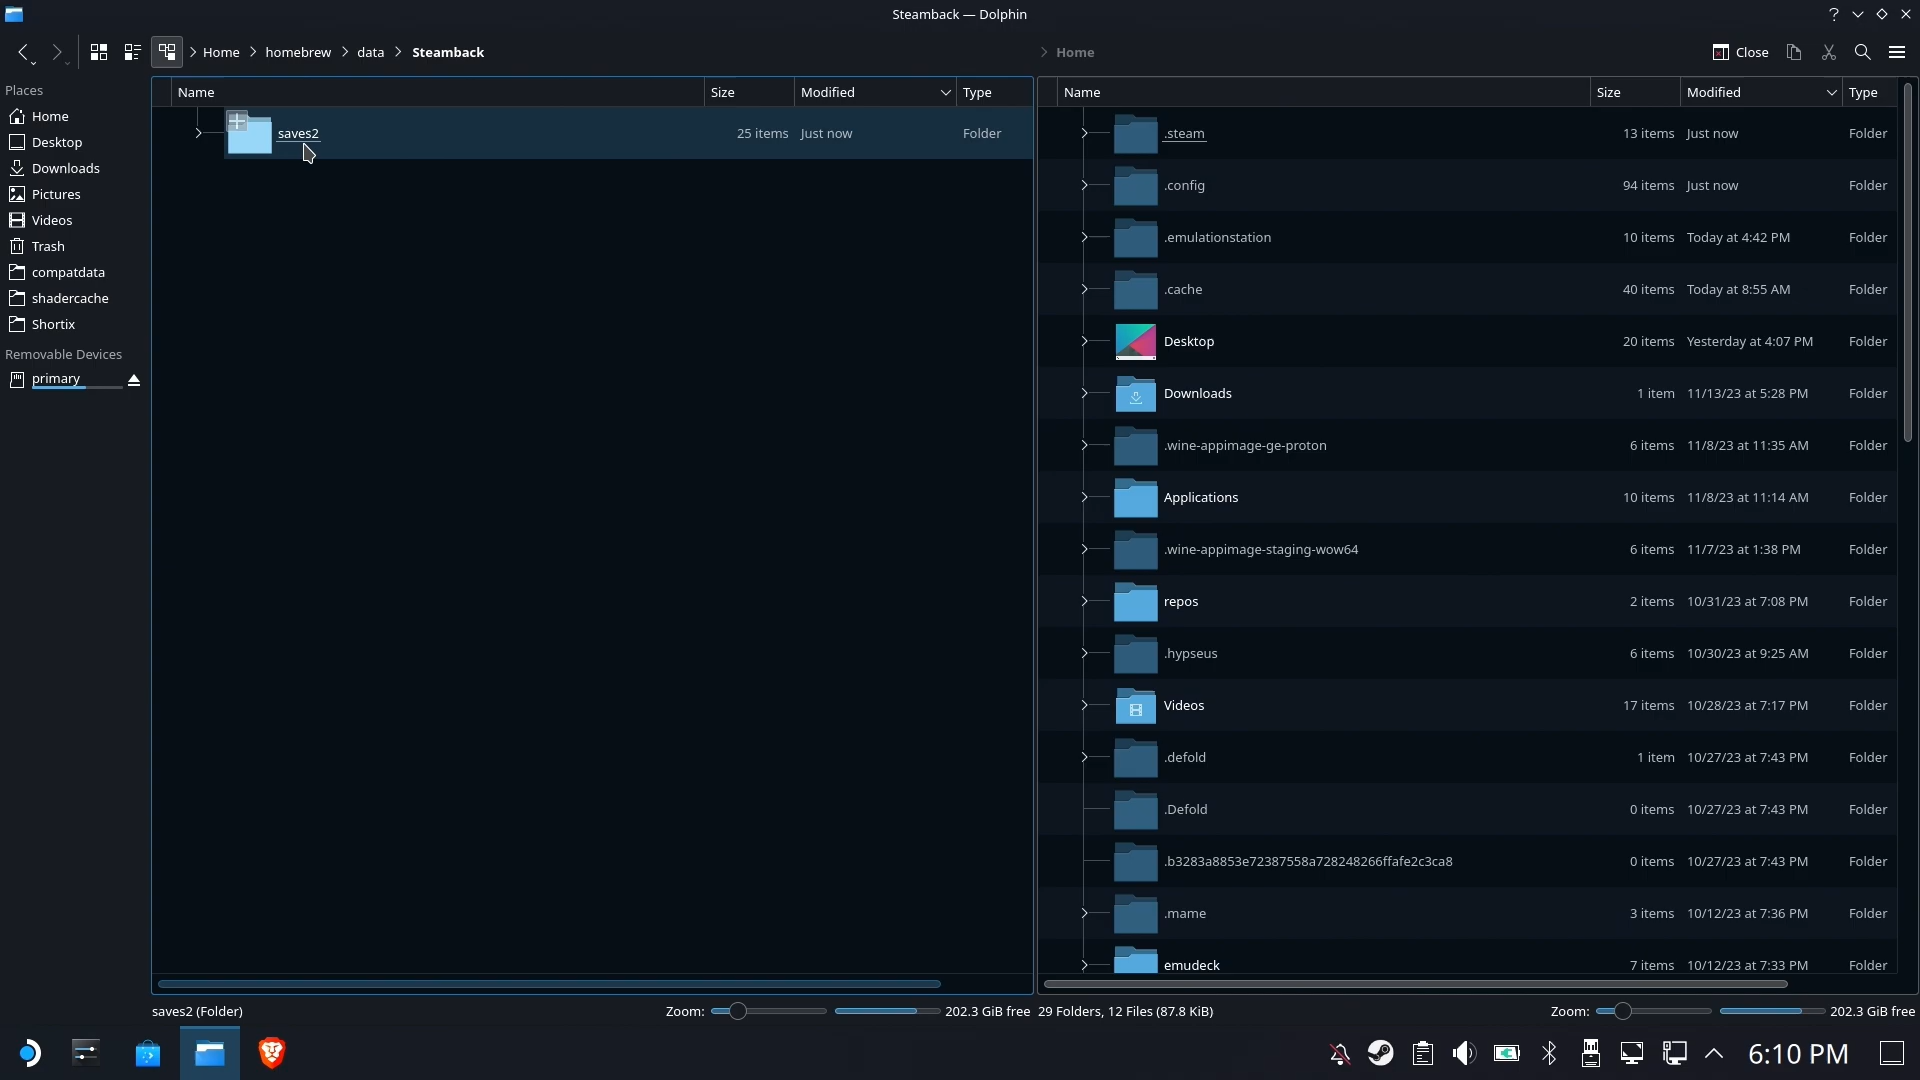 Steamback — Dolphin
Home > homebrew > data > Steamback
> Home
Close
Places
Home
Desktop
Downloads
Pictures
Videos
Trash
compatdata
shadercache
Shortix
Removable Devices
primary
Name Size Modified Type
saves2 25 items Just now Folder
saves2 (Folder) Zoom: 202.3 GiB free
Name Size Modified Type
.steam 13 items Just now Folder
.config 94 items Just now Folder
.emulationstation 10 items Today at 4:42 PM Folder
.cache 40 items Today at 8:55 AM Folder
Desktop 20 items Yesterday at 4:07 PM Folder
Downloads 1 item 11/13/23 at 5:28 PM Folder
.wine-appimage-ge-proton 6 items 11/8/23 at 11:35 AM Folder
Applications 10 items 11/8/23 at 11:14 AM Folder
.wine-appimage-staging-wow64 6 items 11/7/23 at 1:38 PM Folder
repos 2 items 10/31/23 at 7:08 PM Folder
.hypseus 6 items 10/30/23 at 9:25 AM Folder
Videos 17 items 10/28/23 at 7:17 PM Folder
.defold 1 item 10/27/23 at 7:43 PM Folder
.Defold 0 items 10/27/23 at 7:43 PM Folder
.b3283a8853e72387558a728248266ffafe2c3ca8 0 items 10/27/23 at 7:43 PM Folder
.mame 3 items 10/12/23 at 7:36 PM Folder
emudeck 7 items 10/12/23 at 7:33 PM Folder
29 Folders, 12 Files (87.8 KiB) Zoom: 202.3 GiB free
6:10 PM